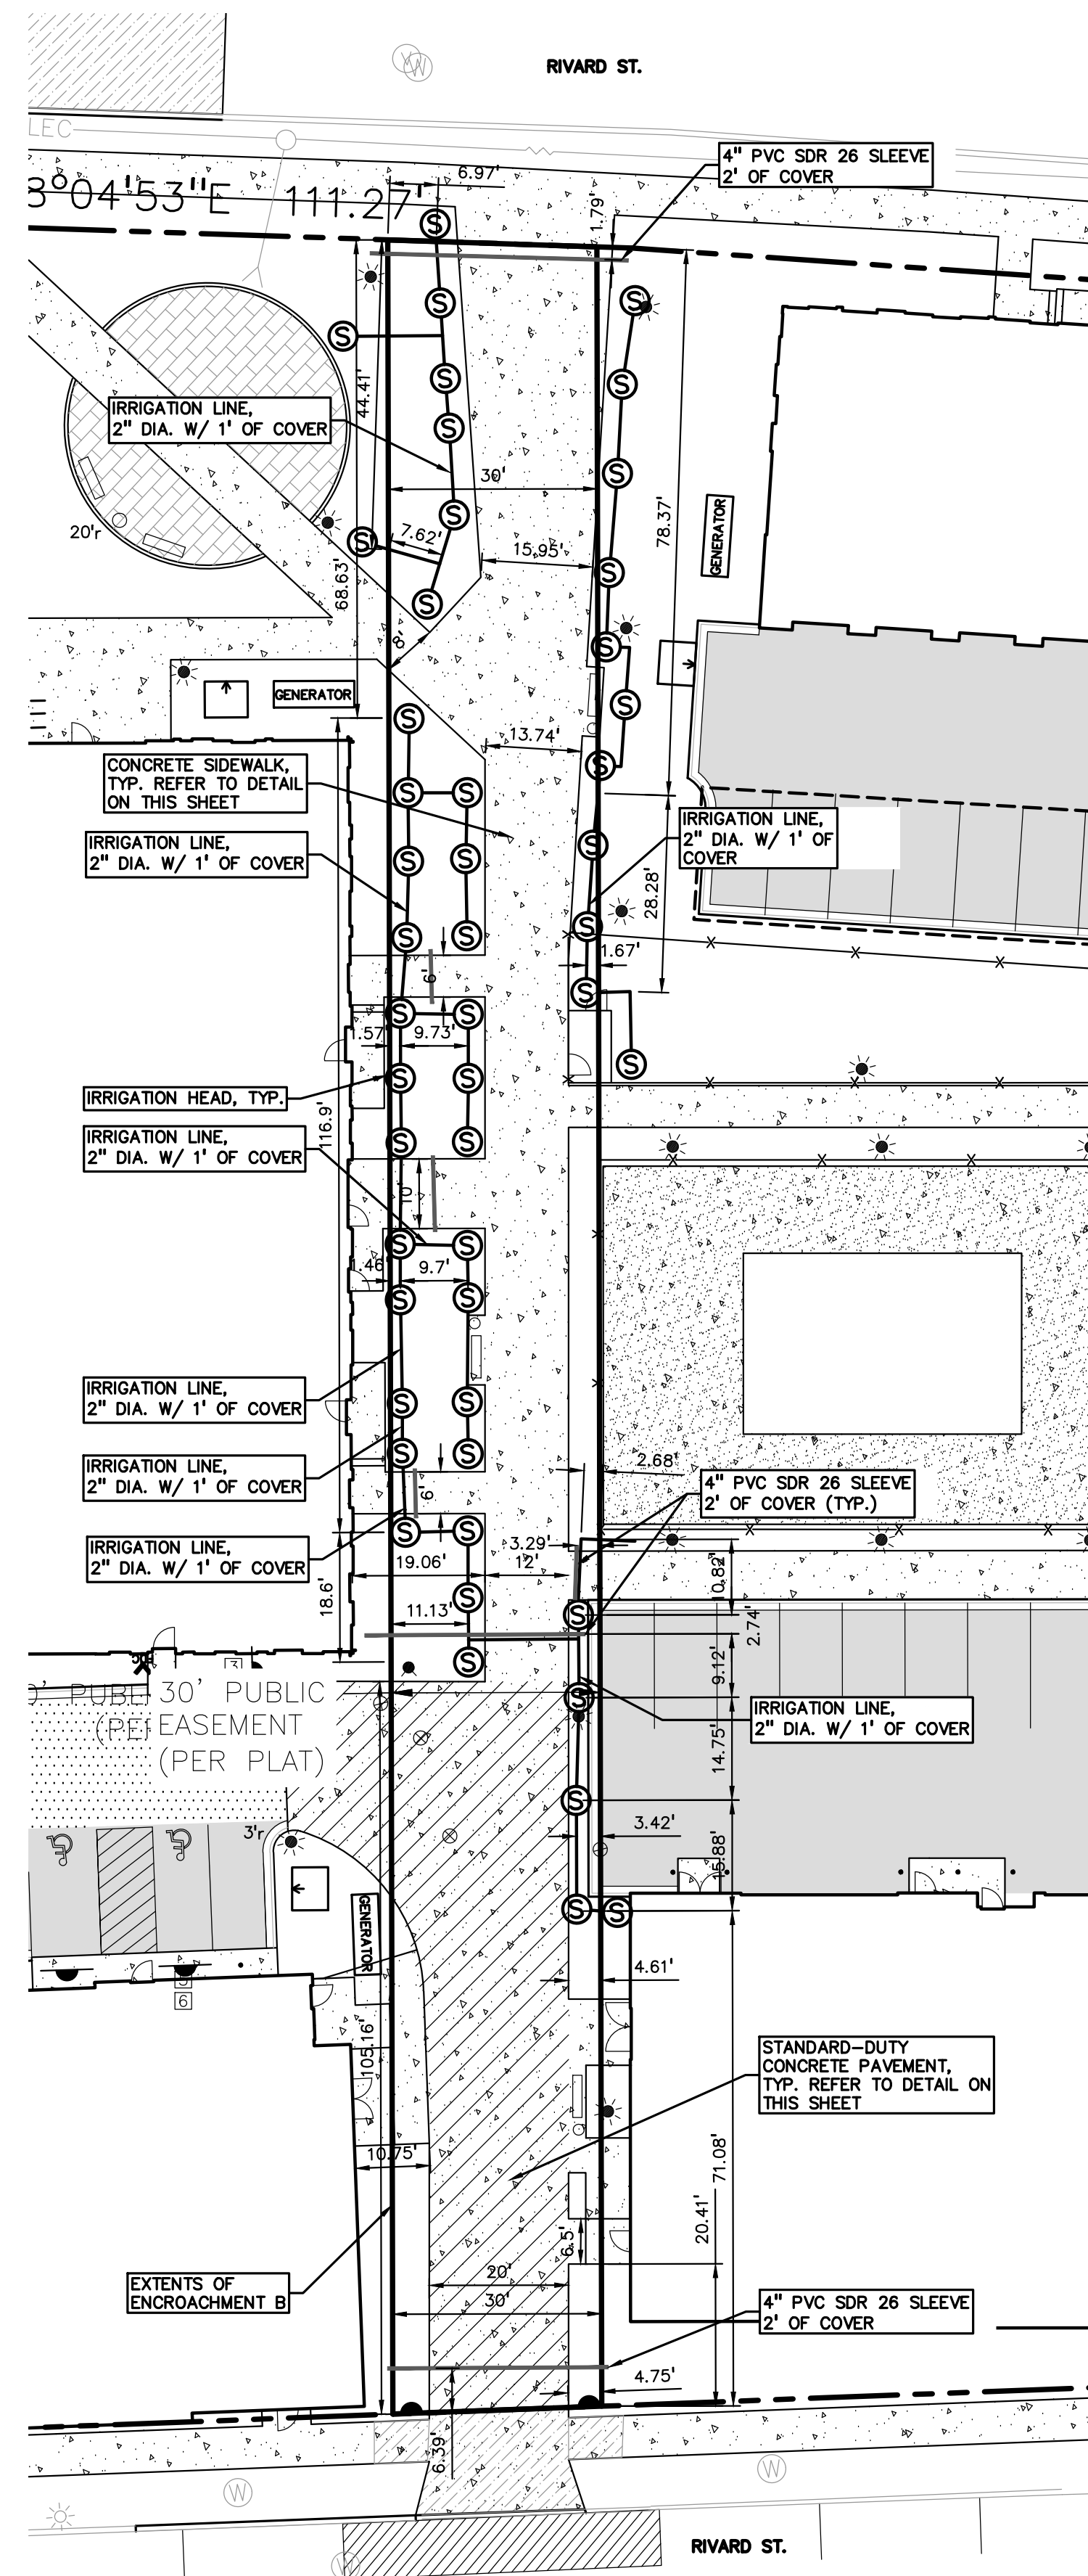 RIVARD ST.
LEC
4" PVC SDR 26 SLEEVE
2' OF COVER
6.97'
3°04'53"E 111.27'
1.79'
44.41'
IRRIGATION LINE,
2" DIA. W/ 1' OF COVER
30'
78.37'
GENERATOR
20'r
7.62'
15.95'
68.63'
8'
GENERATOR
13.74'
CONCRETE SIDEWALK,
TYP. REFER TO DETAIL
ON THIS SHEET
IRRIGATION LINE,
2" DIA. W/ 1' OF
COVER
IRRIGATION LINE,
2" DIA. W/ 1' OF COVER
28.28'
1.67'
6'
1.57'
9.73'
IRRIGATION HEAD, TYP.
116.9'
IRRIGATION LINE,
2" DIA. W/ 1' OF COVER
10'
1.46'
9.7'
IRRIGATION LINE,
2" DIA. W/ 1' OF COVER
2.68'
IRRIGATION LINE,
2" DIA. W/ 1' OF COVER
6'
4" PVC SDR 26 SLEEVE
2' OF COVER (TYP.)
IRRIGATION LINE,
2" DIA. W/ 1' OF COVER
3.29'
19.06'
12'
10.82'
18.6'
11.13'
2.74'
9.12'
30' PUBLIC
EASEMENT
(PER PLAT)
IRRIGATION LINE,
2" DIA. W/ 1' OF COVER
14.75'
3'r
3.42'
15.88'
GENERATOR
4.61'
6
105.16'
STANDARD-DUTY
CONCRETE PAVEMENT,
TYP. REFER TO DETAIL ON
THIS SHEET
10.75'
71.08'
20.41'
6.5'
EXTENTS OF
ENCROACHMENT B
20'
30'
4" PVC SDR 26 SLEEVE
2' OF COVER
4.75'
6.39'
W
W
RIVARD ST.